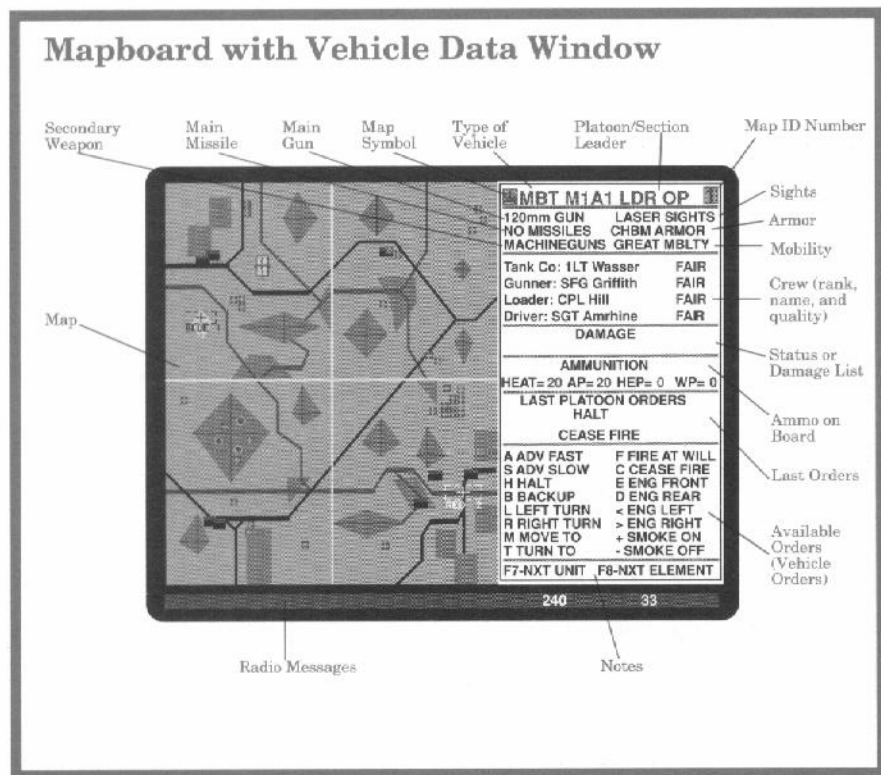 Mapboard with Vehicle Data Window
Secondary
Weapon
Main
Missile
Main
Gun
Map
Symbol
Type of
Vehicle
Platoon/Section
Leader
Map ID Number
MBT M1A1 LDR OP
120mm GUN LASER SIGHTS
NO MISSILES CHBM ARMOR
MACHINEGUNS GREAT MBLTY
Tank Co: 1LT Wasser FAIR
Gunner: SFG Griffith FAIR
Loader: CPL Hill FAIR
Driver: SGT Amrhine FAIR
DAMAGE
AMMUNITION
HEAT= 20 AP= 20 HEP= 0 WP= 0
LAST PLATOON ORDERS
HALT
CEASE FIRE
A ADV FAST F FIRE AT WILL
S ADV SLOW C CEASE FIRE
H HALT E ENG FRONT
B BACKUP D ENG REAR
L LEFT TURN < ENG LEFT
R RIGHT TURN > ENG RIGHT
M MOVE TO + SMOKE ON
T TURN TO - SMOKE OFF
F7-NXT UNIT F8-NXT ELEMENT
240 33
Sights
Armor
Mobility
Crew (rank,
name, and
quality)
Status or
Damage List
Ammo on
Board
Last Orders
Available
Orders
(Vehicle
Orders)
Map
Radio Messages
Notes